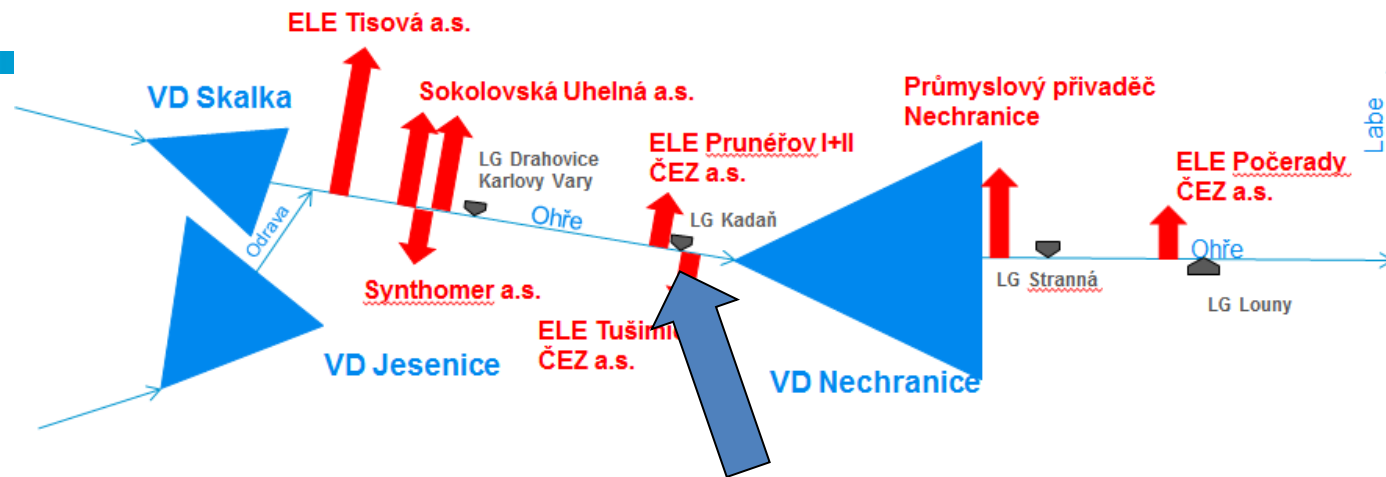 ELE Tisová a.s.
VD Skalka
Sokolovská Uhelná a.s.
Průmyslový přivaděč
Nechranice
LG Drahovice
Karlovy Vary
ELE Prunéřov I+II
ČEZ a.s.
ELE Počerady
ČEZ a.s.
Labe
Odrava
Ohře
LG Kadaň
Ohře
Synthomer a.s.
LG Stranná
LG Louny
ELE
ČEZ a.s.
VD Jesenice
VD Nechranice